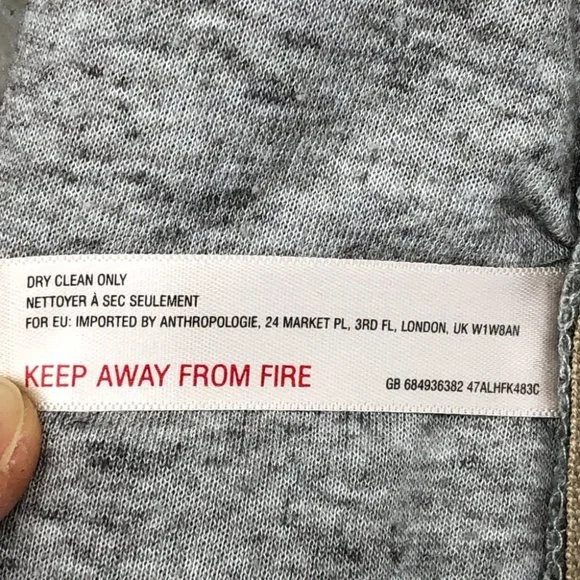 DRY CLEAN ONLY
NETTOYER À SEC SEULEMENT
FOR EU: IMPORTED BY ANTHROPOLOGIE, 24 MARKET PL, 3RD FL, LONDON, UK W1W8AN
KEEP AWAY FROM FIRE
GB 684936382 47ALHFK483C